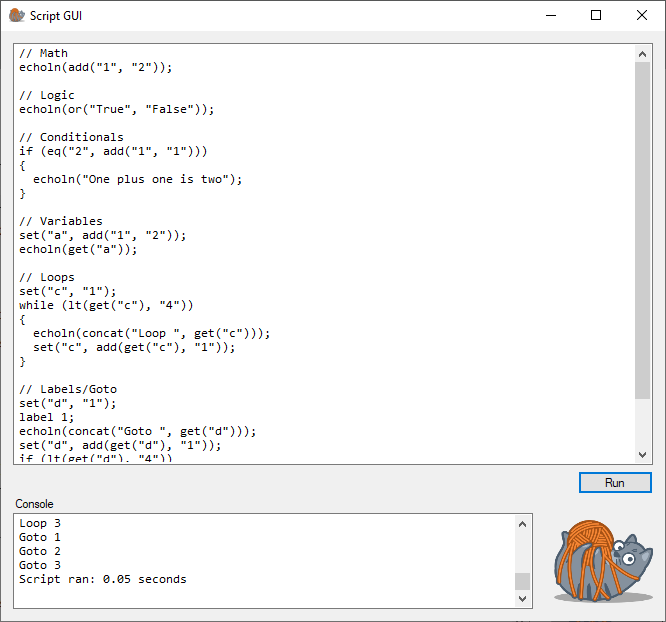 Script GUI
// Math
echoln(add("1", "2"));
// Logic
echoln(or("True", "False"));
// Conditionals
if (eq("2", add("1", "1")))
{
  echoln("One plus one is two");
}
// Variables
set("a", add("1", "2"));
echoln(get("a"));
// Loops
set("c", "1");
while (lt(get("c"), "4"))
{
  echoln(concat("Loop ", get("c")));
  set("c", add(get("c"), "1"));
}
// Labels/Goto
set("d", "1");
label 1;
echoln(concat("Goto ", get("d")));
set("d", add(get("d"), "1"));
if (lt(get("d"), "4"))
Run
Console
Loop 3
Goto 1
Goto 2
Goto 3
Script ran: 0.05 seconds